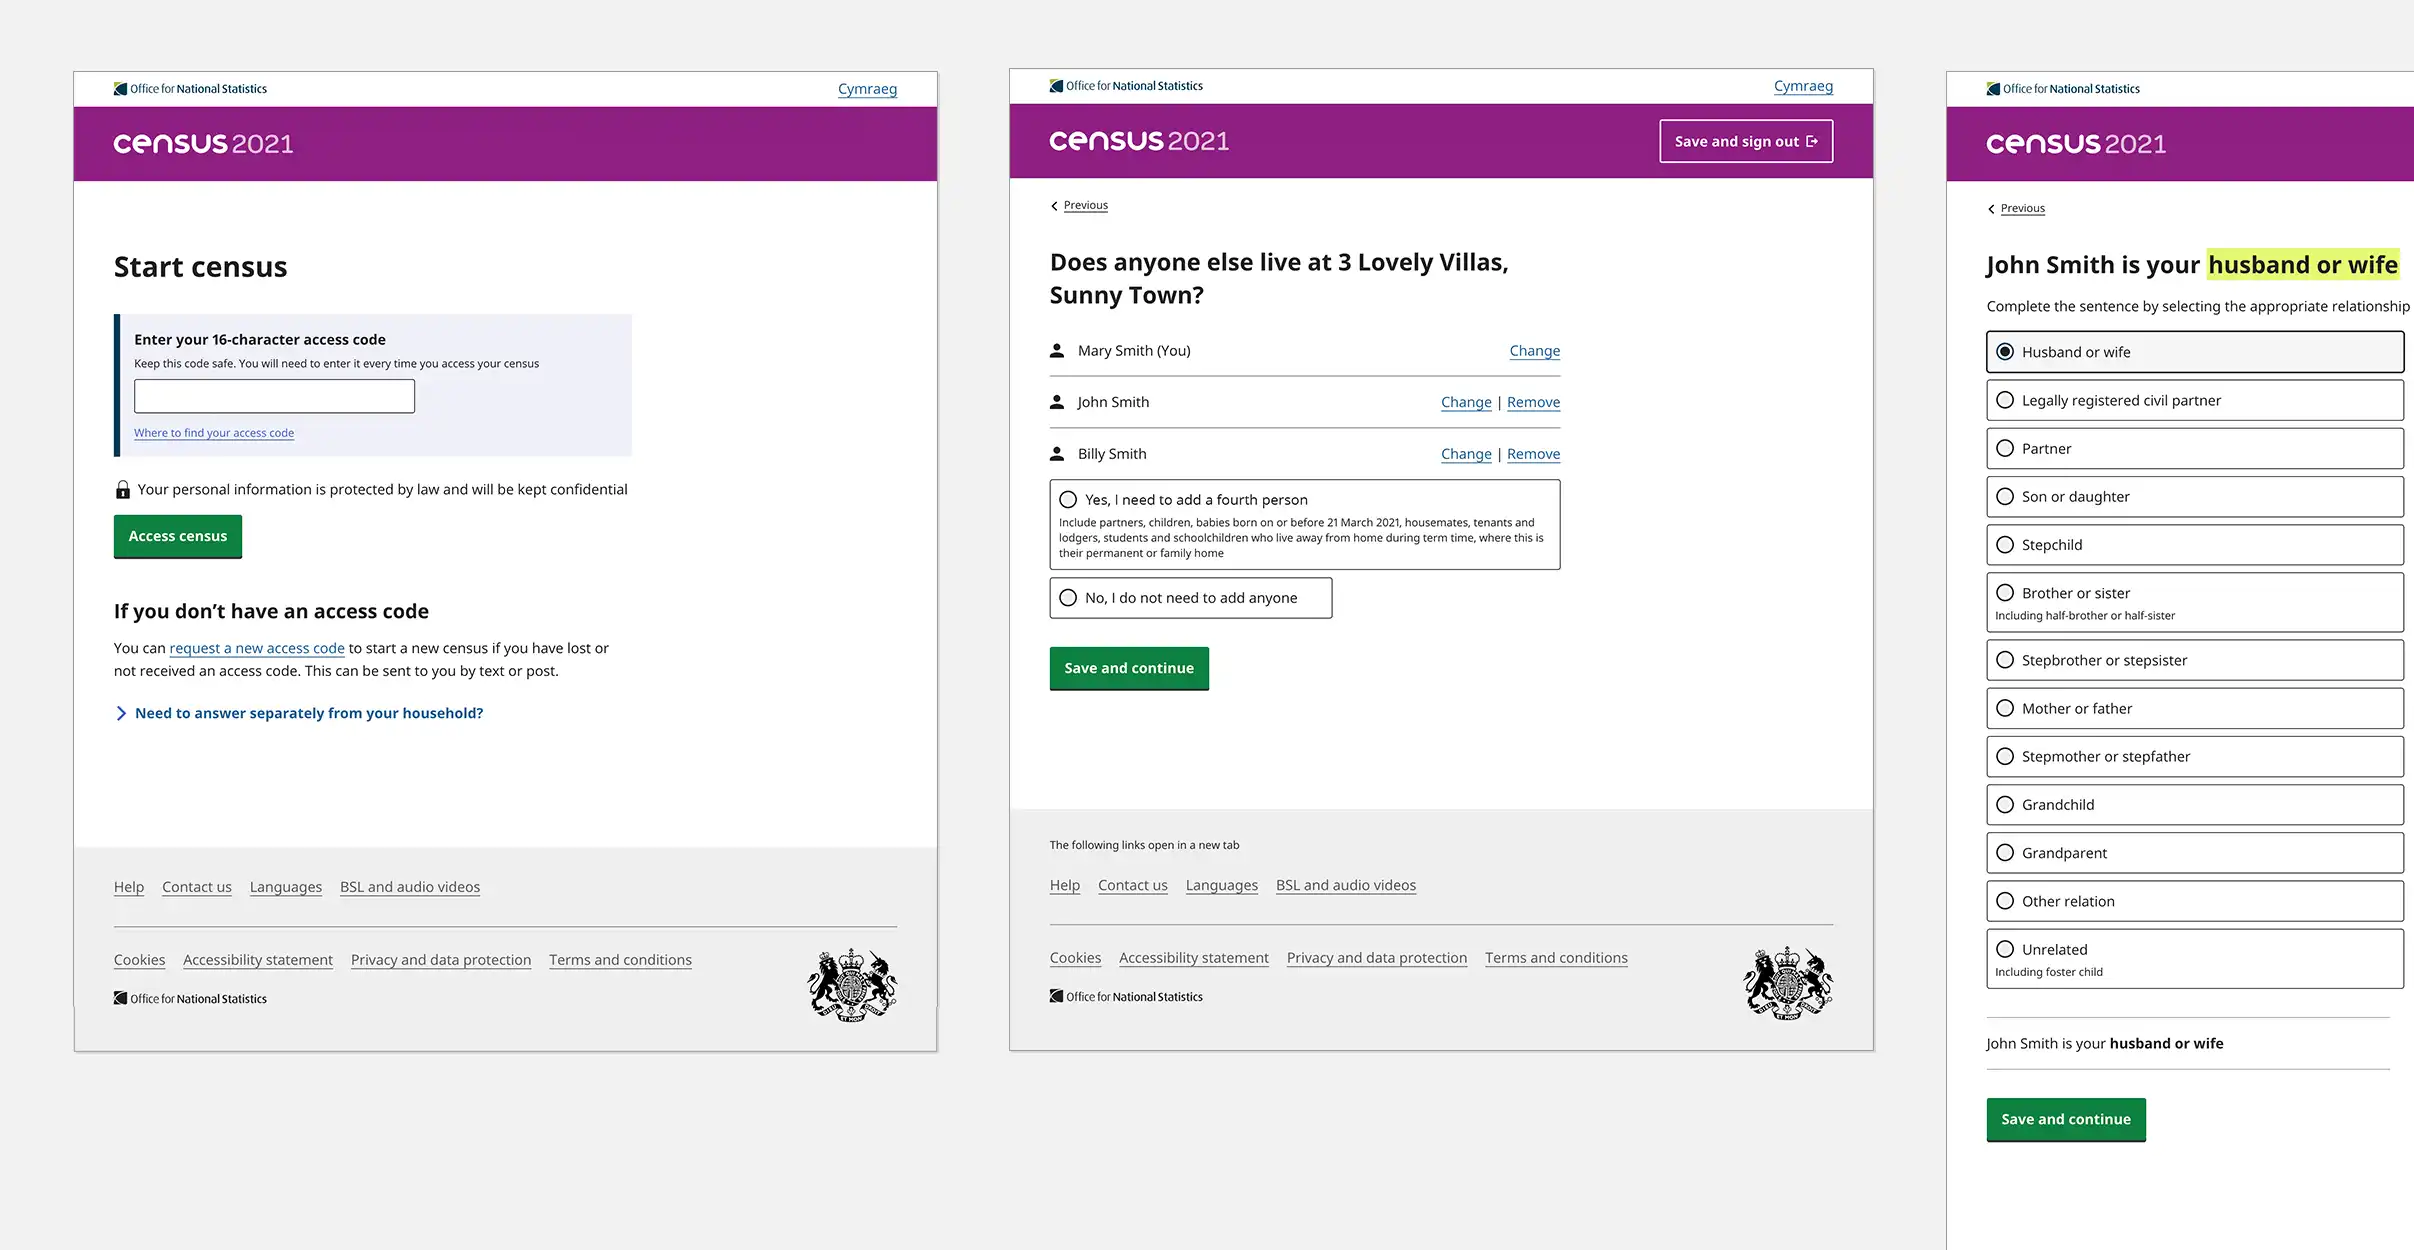 Office for National Statistics
Cymraeg
census 2021
Start census
Enter your 16-character access code
Keep this code safe. You will need to enter it every time you access your census
Where to find your access code
Your personal information is protected by law and will be kept confidential
Access census
If you don’t have an access code
You can request a new access code to start a new census if you have lost or
not received an access code. This can be sent to you by text or post.
Need to answer separately from your household?
Help Contact us Languages BSL and audio videos
Cookies Accessibility statement Privacy and data protection Terms and conditions
Office for National Statistics
Office for National Statistics
Cymraeg
census 2021
Save and sign out
Previous
Does anyone else live at 3 Lovely Villas,
Sunny Town?
Mary Smith (You) Change
John Smith Change | Remove
Billy Smith Change | Remove
Yes, I need to add a fourth person
Include partners, children, babies born on or before 21 March 2021, housemates, tenants and
lodgers, students and schoolchildren who live away from home during term time, where this is
their permanent or family home
No, I do not need to add anyone
Save and continue
The following links open in a new tab
Help Contact us Languages BSL and audio videos
Cookies Accessibility statement Privacy and data protection Terms and conditions
Office for National Statistics
Office for National Statistics
census 2021
Previous
John Smith is your husband or wife
Complete the sentence by selecting the appropriate relationship
Husband or wife
Legally registered civil partner
Partner
Son or daughter
Stepchild
Brother or sister
Including half-brother or half-sister
Stepbrother or stepsister
Mother or father
Stepmother or stepfather
Grandchild
Grandparent
Other relation
Unrelated
Including foster child
John Smith is your husband or wife
Save and continue